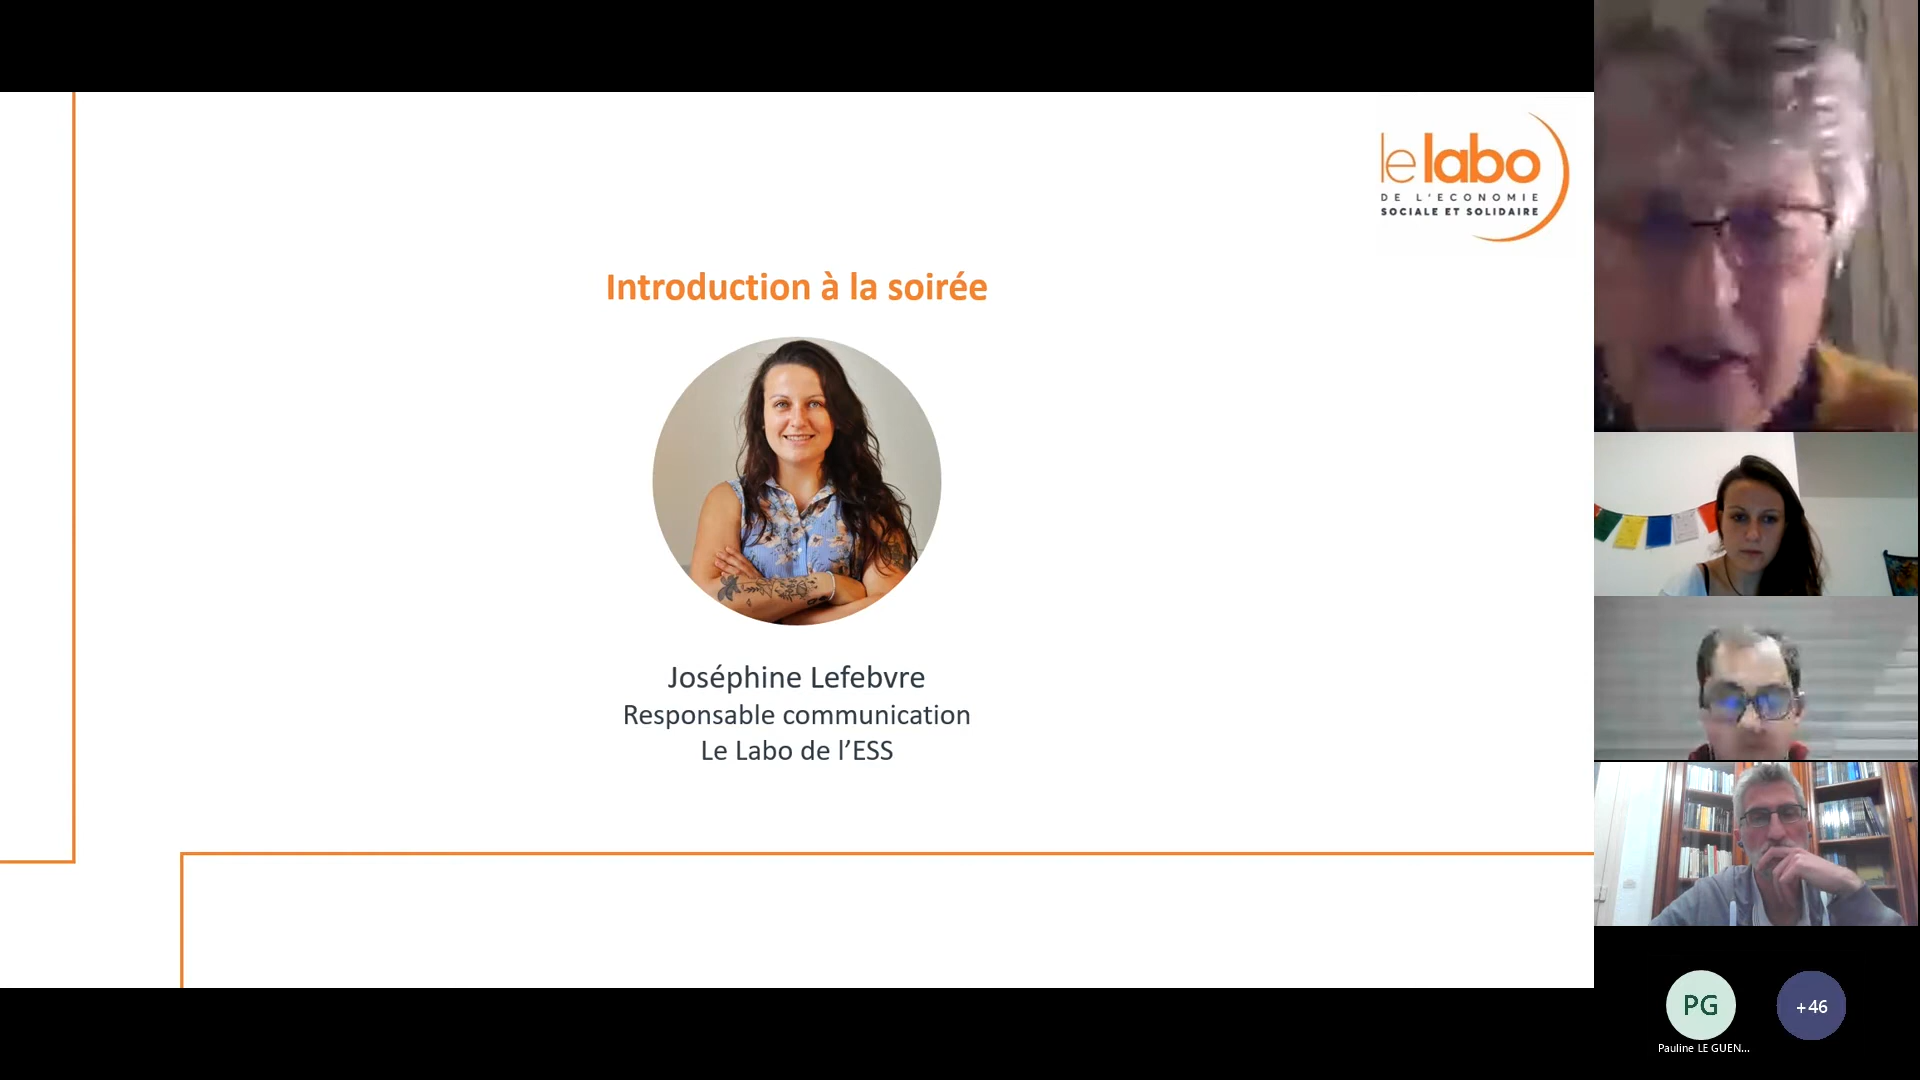 le labo
DE L'ECONOMIE
SOCIALE ET SOLIDAIRE
Introduction à la soirée
Joséphine Lefebvre
Responsable communication
Le Labo de l’ESS
PG
+46
Pauline LE GUEN...